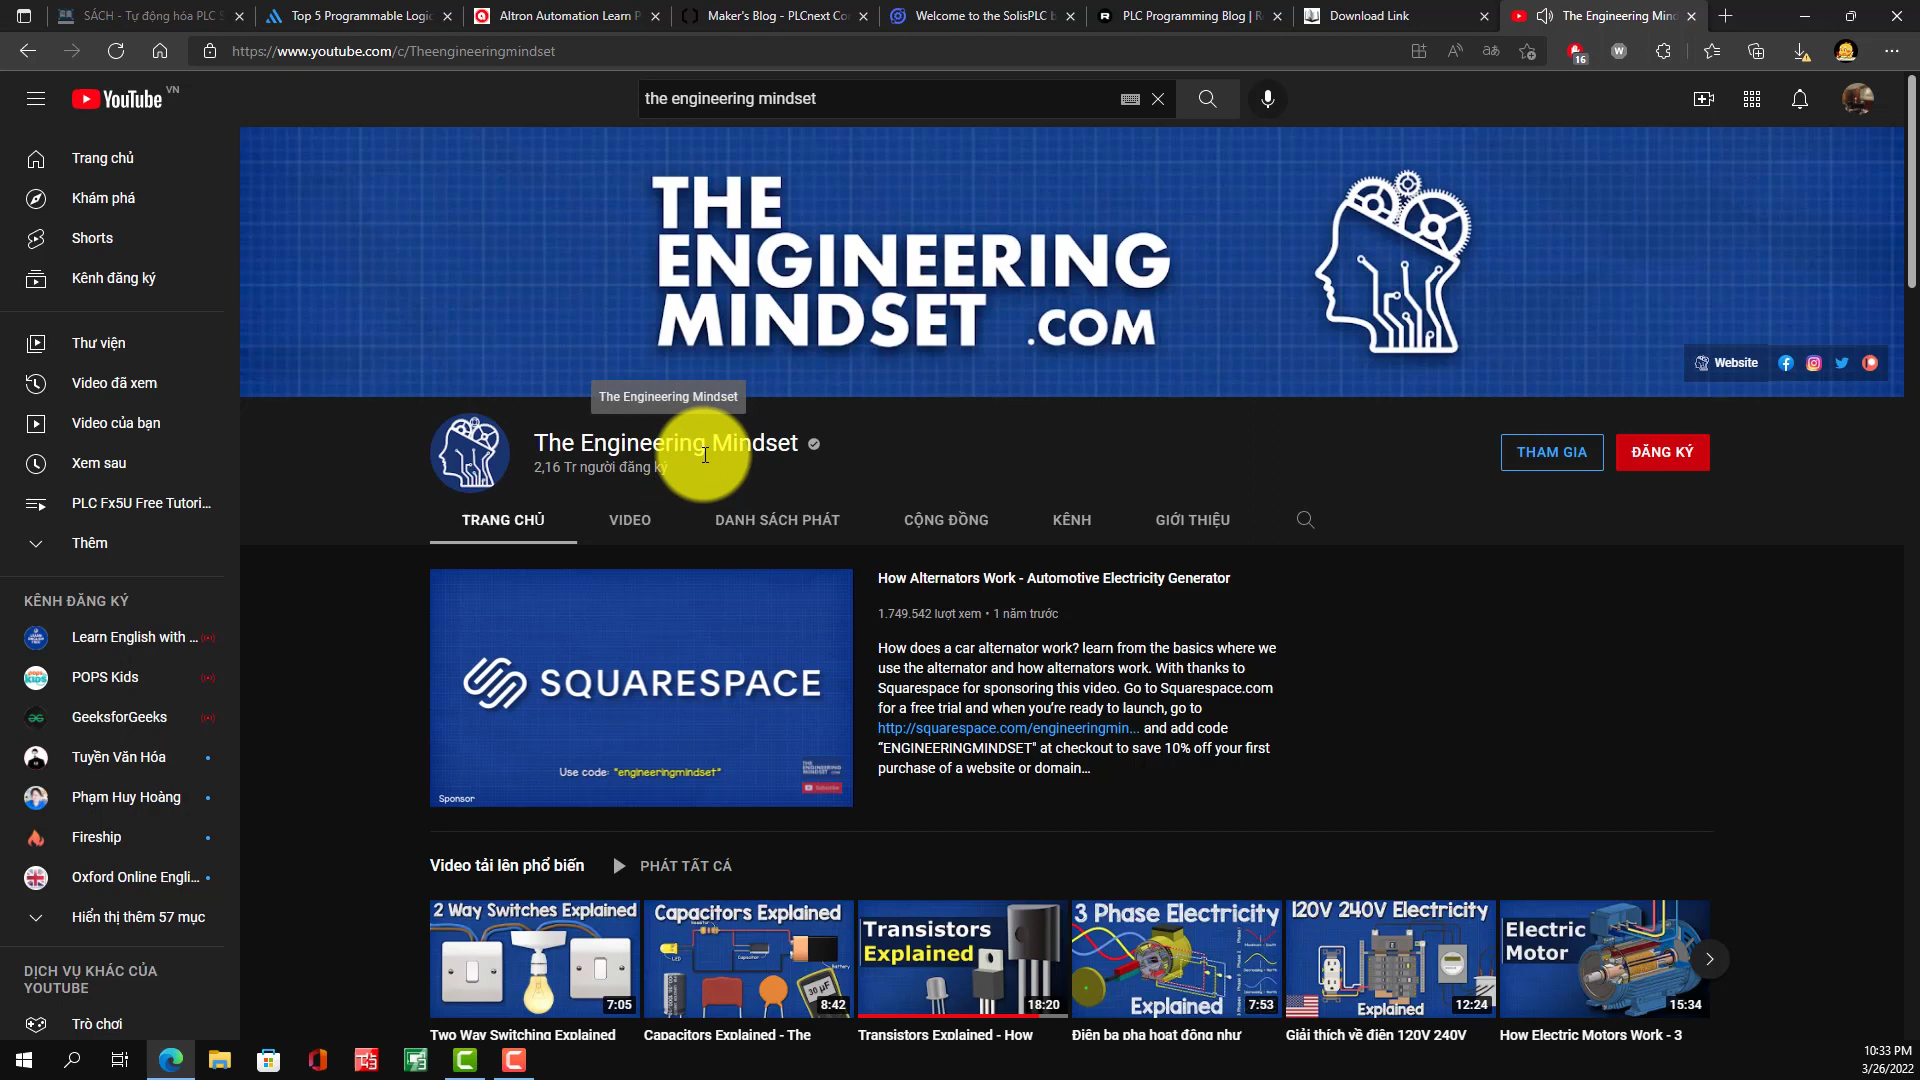 SÁCH - Tự động hóa PLC S
Top 5 Programmable Logic
Altron Automation Learn P
Maker's Blog - PLCnext Co
Welcome to the SolisPLC b
PLC Programming Blog | R
Download Link
The Engineering Mind
https://www.youtube.com/c/Theengineeringmindset
16
YouTube VN
the engineering mindset
Trang chủ
Khám phá
Shorts
Kênh đăng ký
Thư viện
Video đã xem
Video của bạn
Xem sau
PLC Fx5U Free Tutori...
Thêm
KÊNH ĐĂNG KÝ
Learn English with ...
POPS Kids
GeeksforGeeks
Tuyền Văn Hóa
Phạm Huy Hoàng
Fireship
Oxford Online Engli...
Hiển thị thêm 57 mục
DỊCH VỤ KHÁC CỦA
YOUTUBE
Trò chơi
THE
ENGINEERING
MINDSET .COM
Website
The Engineering Mindset
The Engineering Mindset
2,16 Tr người đăng ký
THAM GIA
ĐĂNG KÝ
TRANG CHỦ
VIDEO
DANH SÁCH PHÁT
CỘNG ĐỒNG
KÊNH
GIỚI THIỆU
SQUARESPACE
Use code: "engineeringmindset"
Sponsor
THE
ENGINEERING
MINDSET .COM
Subscribe
How Alternators Work - Automotive Electricity Generator
1.749.542 lượt xem • 1 năm trước
How does a car alternator work? learn from the basics where we
use the alternator and how alternators work. With thanks to
Squarespace for sponsoring this video. Go to Squarespace.com
for a free trial and when you're ready to launch, go to
http://squarespace.com/engineeringmin... and add code
“ENGINEERINGMINDSET" at checkout to save 10% off your first
purchase of a website or domain...
Video tải lên phổ biến
PHÁT TẤT CẢ
2 Way Switches Explained
7:05
Two Way Switching Explained
Capacitors Explained
LED
Capacitor
Battery
30 µF
8:42
Capacitors Explained - The
Transistors
Explained
18:20
Transistors Explained - How
3 Phase Electricity
Explained
7:53
Điện ba pha hoạt động như
120V 240V Electricity
Explained
12:24
Giải thích về điện 120V 240V
Electric
Motor
15:34
How Electric Motors Work - 3
10:33 PM
3/26/2022